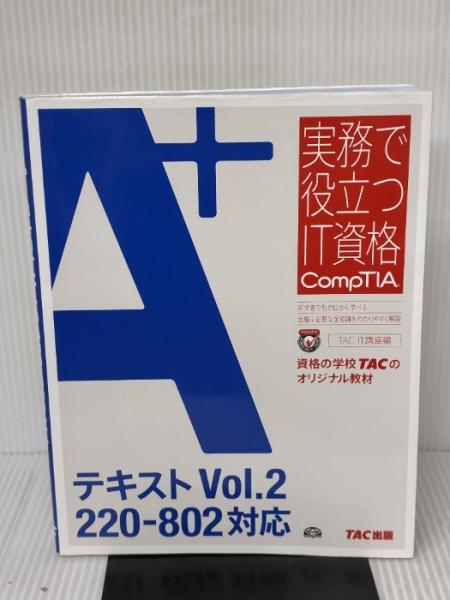 A+
実務で
役立つ
IT資格
CompTIA
初学者でもゼロから学べる
合格に必要な全知識をわかりやすく解説
TAC IT講座編
資格の学校TACの
オリジナル教材
テキスト Vol.2
220-802対応
TAC出版